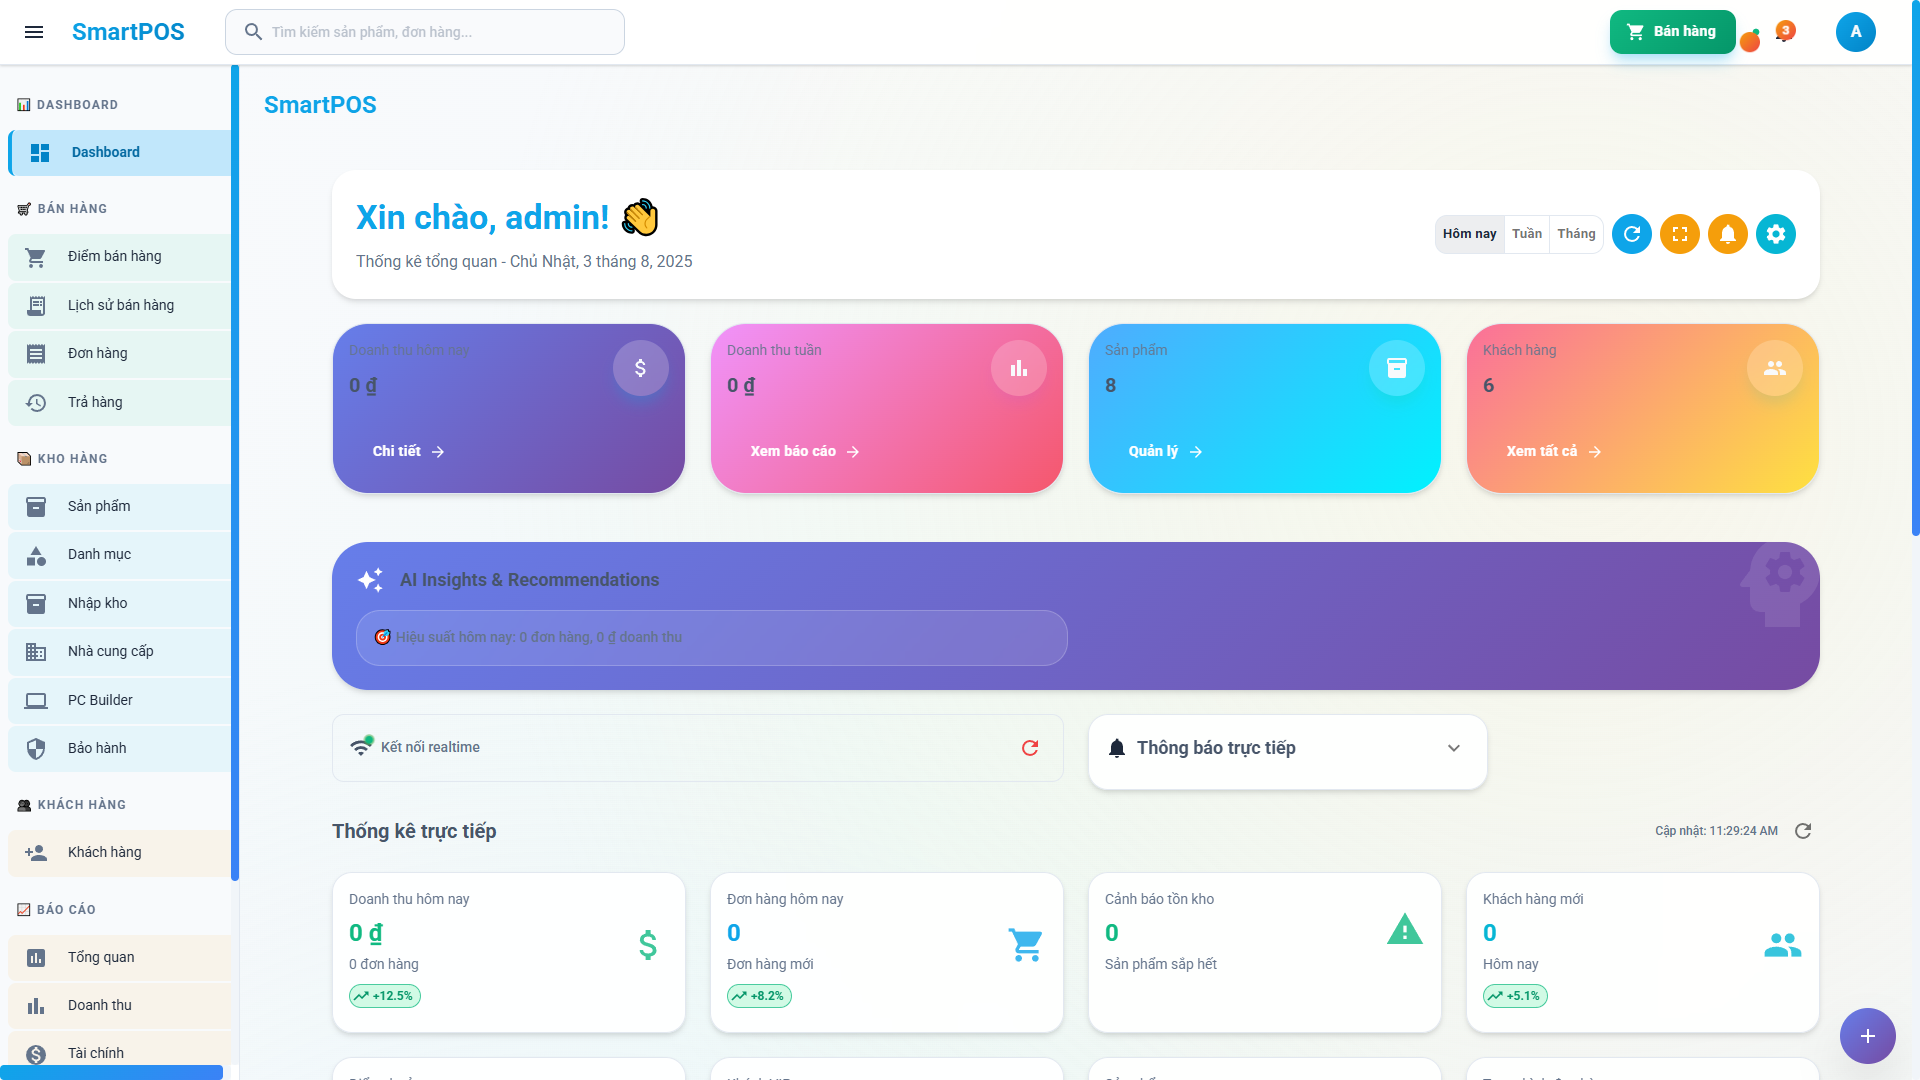 SmartPOS
Tìm kiếm sản phẩm, đơn hàng...
Bán hàng
3
A
DASHBOARD
Dashboard
BÁN HÀNG
Điểm bán hàng
Lịch sử bán hàng
Đơn hàng
Trả hàng
KHO HÀNG
Sản phẩm
Danh mục
Nhập kho
Nhà cung cấp
PC Builder
Bảo hành
KHÁCH HÀNG
Khách hàng
BÁO CÁO
Tổng quan
Doanh thu
Tài chính
SmartPOS
Xin chào, admin! 👋
Thống kê tổng quan - Chủ Nhật, 3 tháng 8, 2025
Hôm nay
Tuần
Tháng
Doanh thu hôm nay
0 ₫
Chi tiết
Doanh thu tuần
0 ₫
Xem báo cáo
Sản phẩm
8
Quản lý
Khách hàng
6
Xem tất cả
AI Insights & Recommendations
🎯 Hiệu suất hôm nay: 0 đơn hàng, 0 ₫ doanh thu
Kết nối realtime
Thông báo trực tiếp
Thống kê trực tiếp
Cập nhật: 11:29:24 AM
Doanh thu hôm nay
0 ₫
0 đơn hàng
+12.5%
Đơn hàng hôm nay
0
Đơn hàng mới
+8.2%
Cảnh báo tồn kho
0
Sản phẩm sắp hết
Khách hàng mới
0
Hôm nay
+5.1%